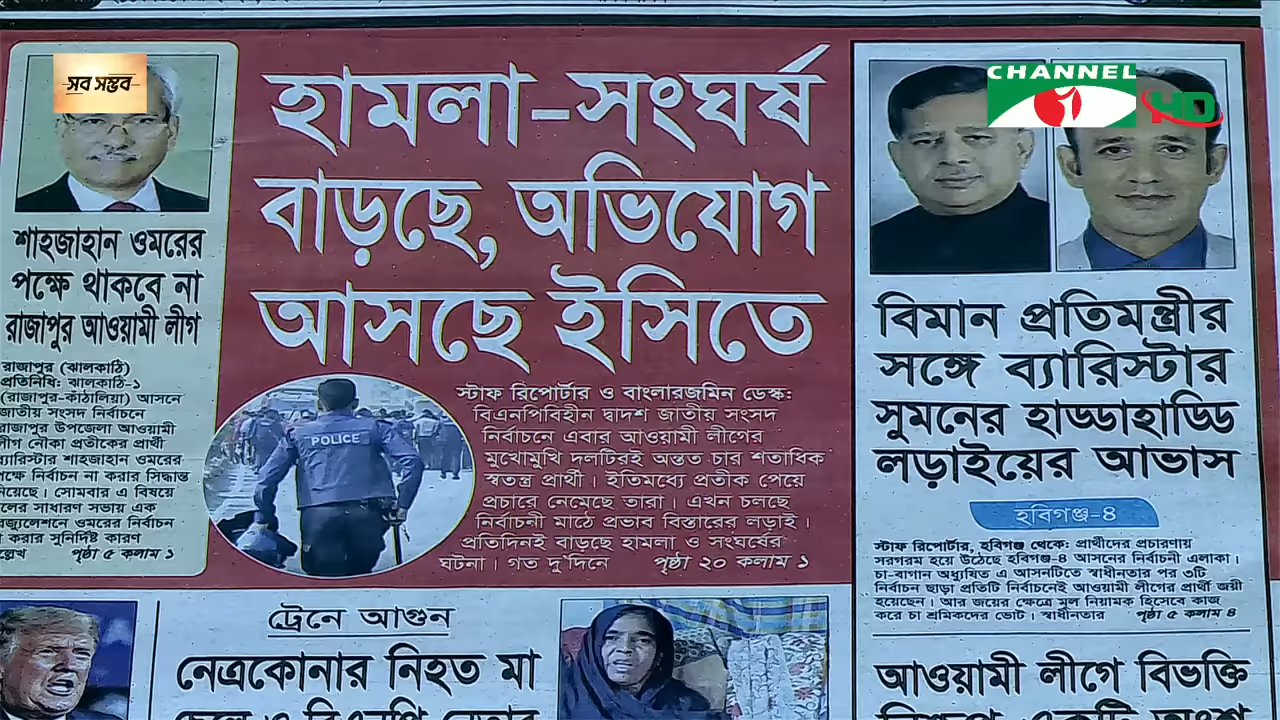 সব সম্ভব
CHANNEL
i HD
শাহজাহান ওমরের
পক্ষে থাকবে না
রাজাপুর আওয়ামী লীগ
রাজাপুর (ঝালকাঠি)
প্রতিনিধি: ঝালকাঠি-১
(রাজাপুর-কাঁঠালিয়া) আসনে
জাতীয় সংসদ নির্বাচনে
রাজাপুর উপজেলা আওয়ামী
লীগ নৌকা প্রতীকের প্রার্থী
ব্যারিস্টার শাহজাহান ওমরের
পক্ষে নির্বাচন না করার সিদ্ধান্ত
নিয়েছে। সোমবার এ বিষয়ে
দলের সাধারণ সভায় এক
রেজ্যুলেশনে ওমরের নির্বাচন
না করার সুনির্দিষ্ট কারণ
উল্লেখ পৃষ্ঠা ৫ কলাম ১
হামলা-সংঘর্ষ
বাড়ছে, অভিযোগ
আসছে ইসিতে
POLICE
স্টাফ রিপোর্টার ও বাংলারজমিন ডেস্ক:
বিএনপিবিহীন দ্বাদশ জাতীয় সংসদ
নির্বাচনে এবার আওয়ামী লীগের
মুখোমুখি দলটিরই অন্তত চার শতাধিক
স্বতন্ত্র প্রার্থী। ইতিমধ্যে প্রতীক পেয়ে
প্রচারে নেমেছে তারা। এখন চলছে
নির্বাচনী মাঠে প্রভাব বিস্তারের লড়াই।
প্রতিদিনই বাড়ছে হামলা ও সংঘর্ষের
ঘটনা। গত দু'দিনে পৃষ্ঠা ২০ কলাম ১
বিমান প্রতিমন্ত্রীর
সঙ্গে ব্যারিস্টার
সুমনের হাড্ডাহাড্ডি
লড়াইয়ের আভাস
হবিগঞ্জ-৪
স্টাফ রিপোর্টার, হবিগঞ্জ থেকে: প্রার্থীদের প্রচারণায়
সরগরম হয়ে উঠেছে হবিগঞ্জ-৪ আসনের নির্বাচনী এলাকা।
চা-বাগান অধ্যুষিত এ আসনটিতে স্বাধীনতার পর ৩টি
নির্বাচন ছাড়া প্রতিটি নির্বাচনেই আওয়ামী লীগের প্রার্থী জয়ী
হয়েছেন। আর জয়ের ক্ষেত্রে মূল নিয়ামক হিসেবে কাজ
করে চা শ্রমিকদের ভোট। স্বাধীনতার পৃষ্ঠা ৫ কলাম ৪
ট্রেনে আগুন
নেত্রকোনার নিহত মা
আওয়ামী লীগে বিভক্তি